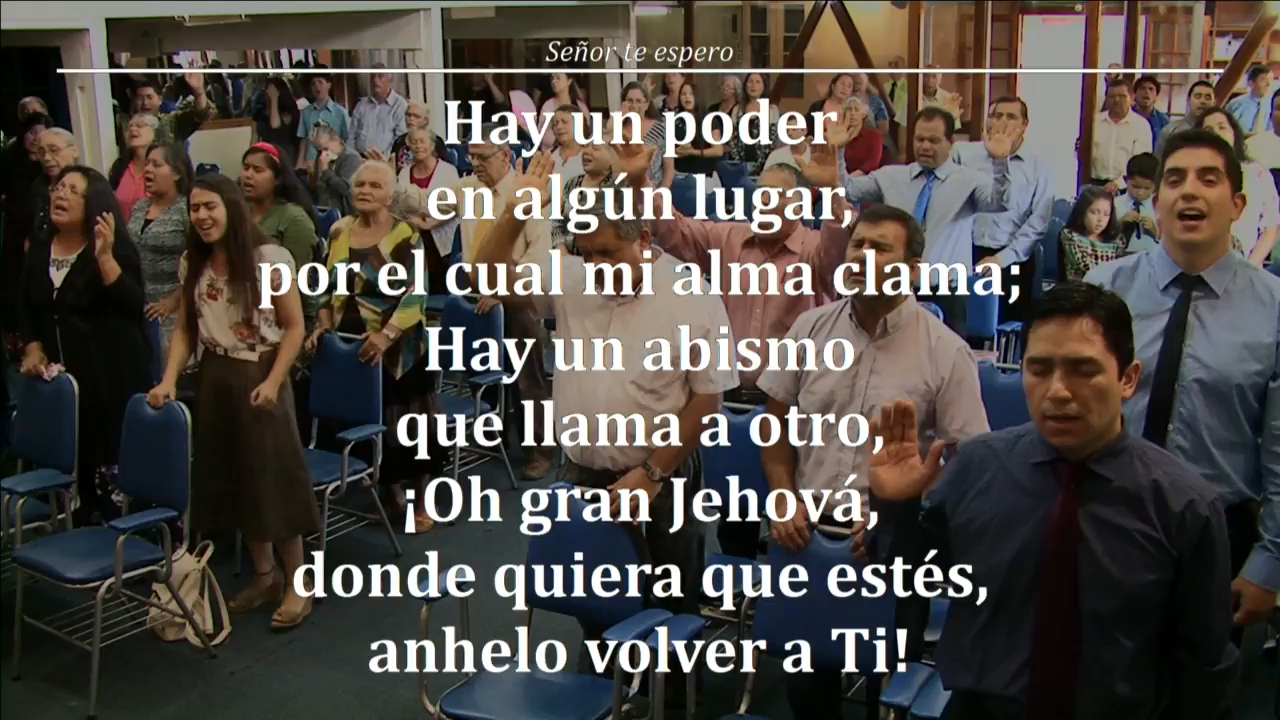 Señor te espero
Hay un poder
en algún lugar,
por el cual mi alma clama;
Hay un abismo
que llama a otro,
¡Oh gran Jehová,
donde quiera que estés,
anhelo volver a Ti!